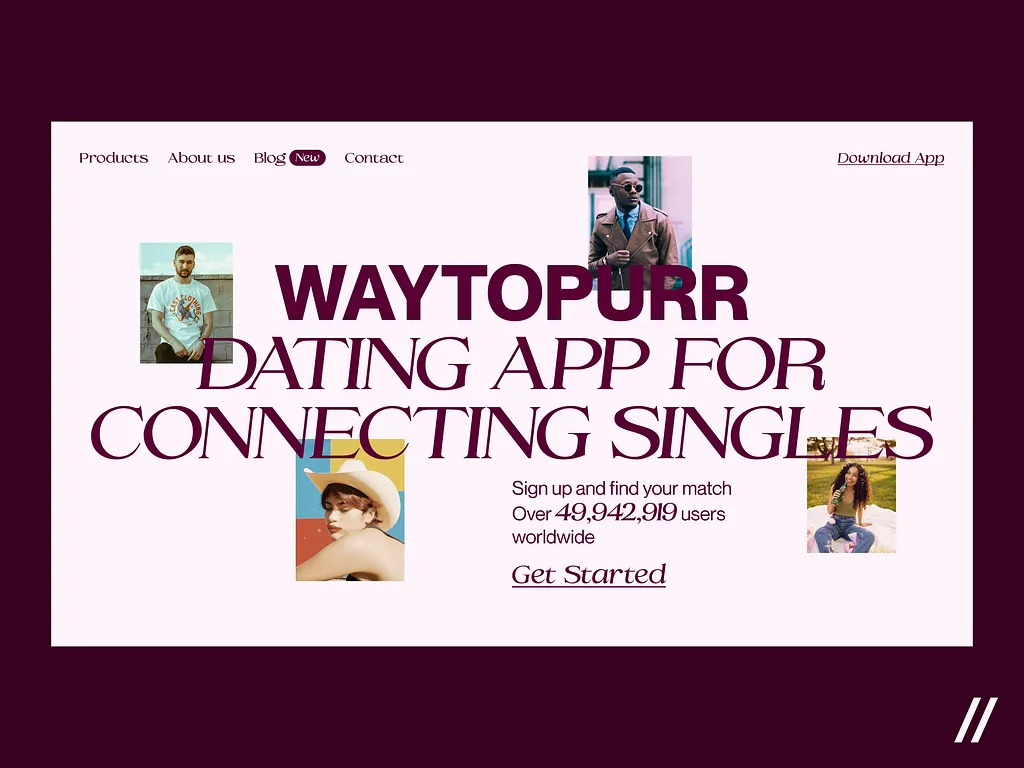 Products About us Blog New Contact Download App
WAYTOPURR
DATING APP FOR
CONNECTING SINGLES
Sign up and find your match
Over 49,942,919 users
worldwide
Get Started